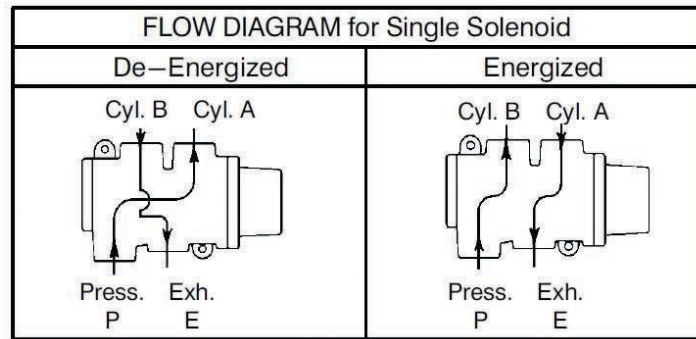 FLOW DIAGRAM for Single Solenoid
De–Energized
Energized
Cyl. B Cyl. A
Press. Exh.
P E
Cyl. B Cyl. A
Press. Exh.
P E